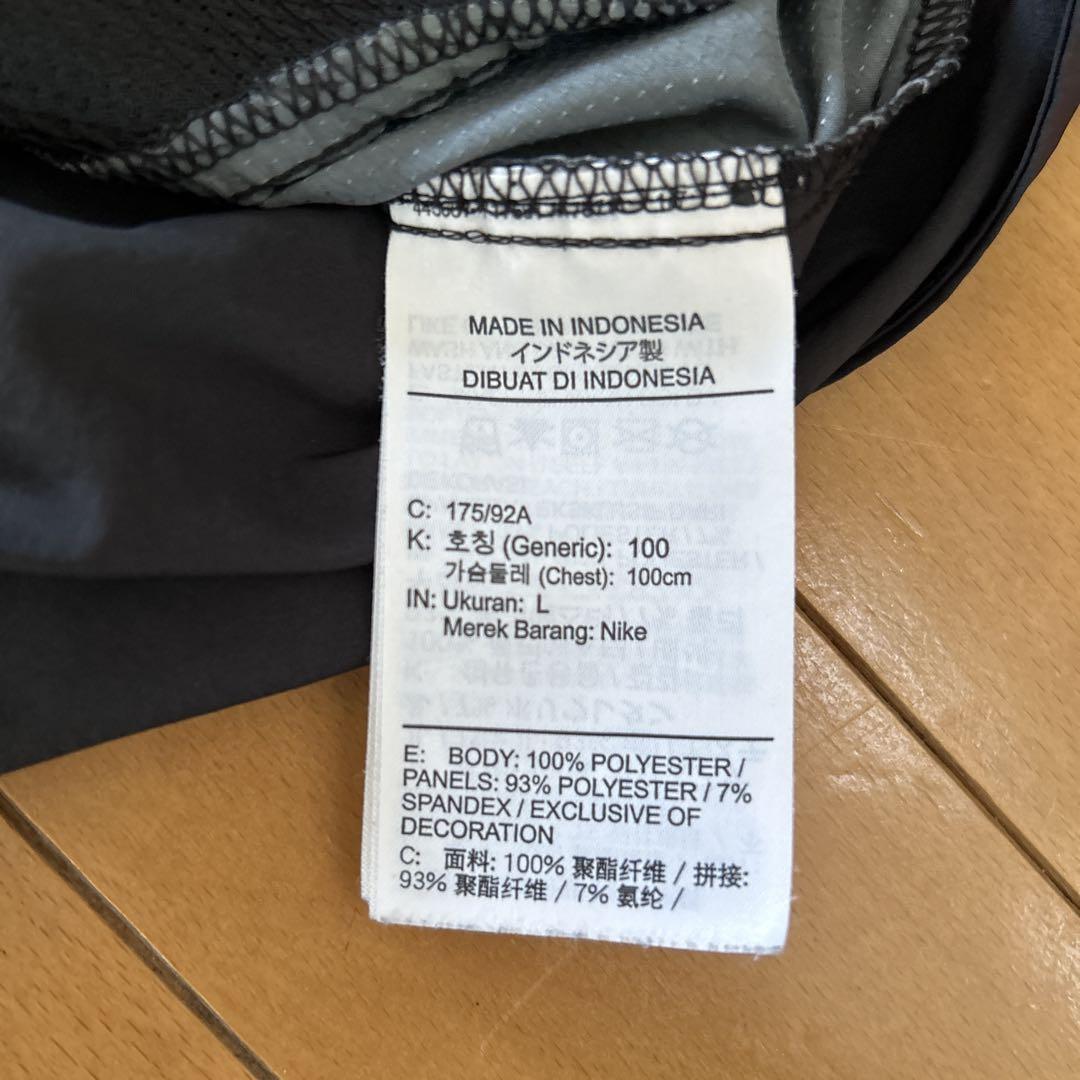 MADE IN INDONESIA
インドネシア製
DIBUAT DI INDONESIA
C: 175/92A
K: 호칭 (Generic): 100
가슴둘레 (Chest): 100cm
IN: Ukuran: L
Merek Barang: Nike
E: BODY: 100% POLYESTER /
PANELS: 93% POLYESTER / 7%
SPANDEX / EXCLUSIVE OF
DECORATION
C: 面料: 100% 聚酯纤维 / 拼接:
93% 聚酯纤维 / 7% 氨纶 /